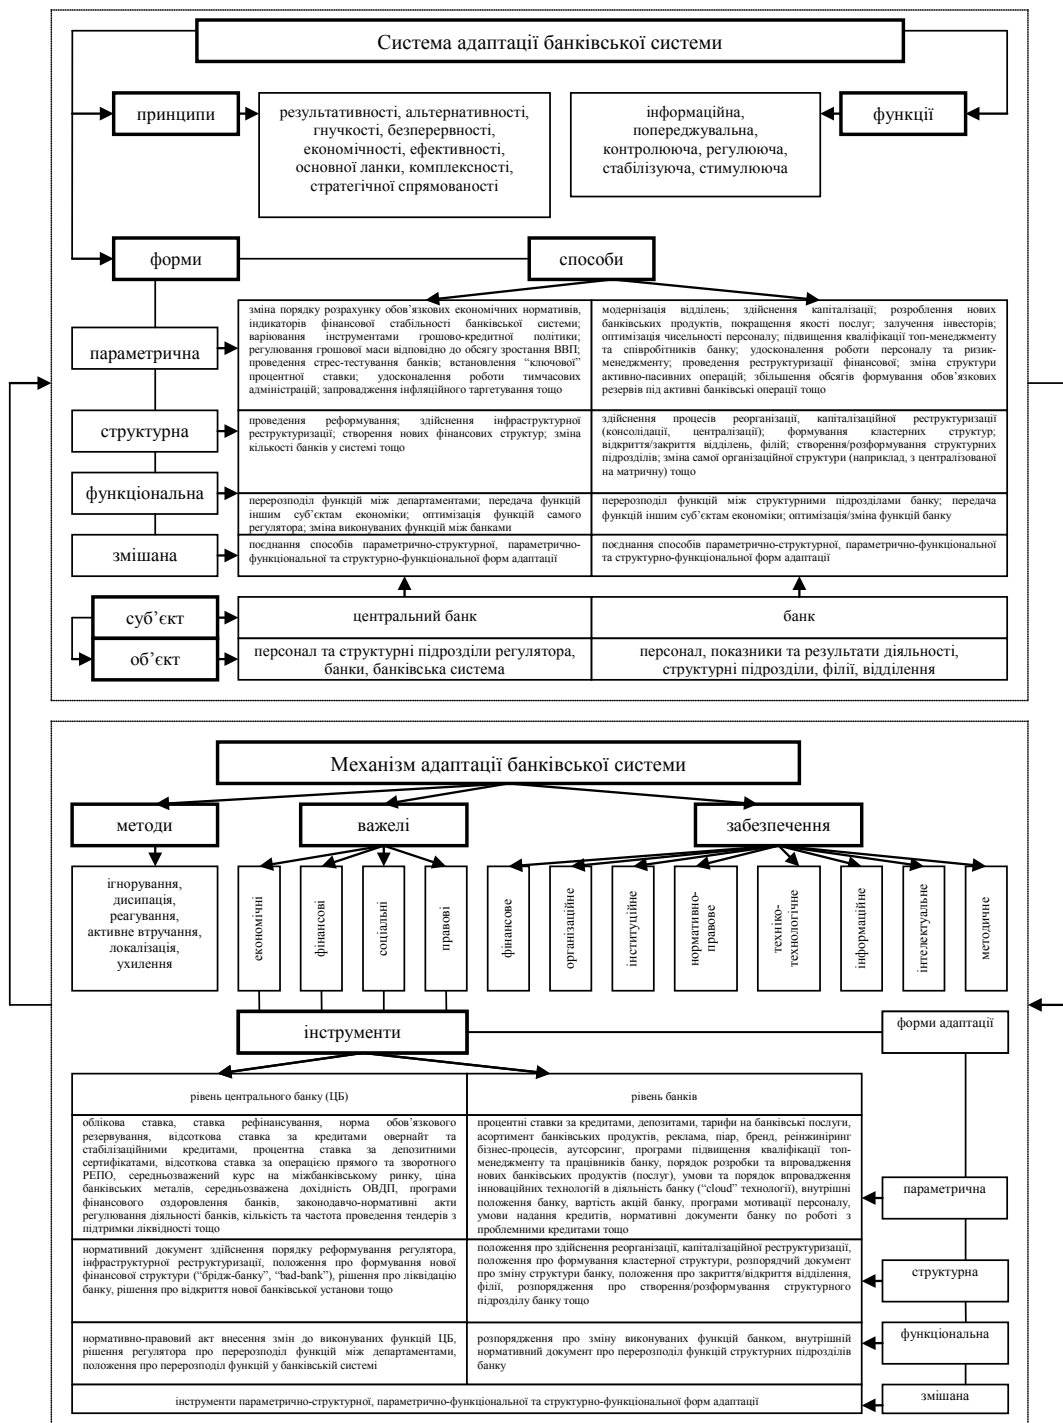 Система адаптації банківської системи
принципи
результативності, альтернативності,
гнучкості, безперервності,
економічності, ефективності,
основної ланки, комплексності,
стратегічної спрямованості
інформаційна,
попереджувальна,
контролююча, регулююча,
стабілізуюча, стимулююча
функції
форми
способи
параметрична
зміна порядку розрахунку обов’язкових економічних нормативів,
індикаторів фінансової стабільності банківської системи;
варіювання інструментами грошово-кредитної політики;
регулювання грошової маси відповідно до обсягу зростання ВВП;
проведення стрес-тестування банків; встановлення “ключової”
процентної ставки; удосконалення роботи тимчасових
адміністрацій; запровадження інфляційного таргетування тощо
модернізація відділень; здійснення капіталізації; розроблення нових
банківських продуктів, покращення якості послуг; залучення інвесторів;
оптимізація чисельності персоналу; підвищення кваліфікації топ-менеджменту
та співробітників банку; удосконалення роботи персоналу та ризик-
менеджменту; проведення реструктуризації фінансової; зміна структури
активно-пасивних операцій; збільшення обсягів формування обов’язкових
резервів під активні банківські операції тощо
структурна
проведення реформування; здійснення інфраструктурної
реструктуризації; створення нових фінансових структур; зміна
кількості банків у системі тощо
здійснення процесів реорганізації, капіталізаційної реструктуризації
(консолідації, централізації); формування кластерних структур;
відкриття/закриття відділень, філій; створення/розформування структурних
підрозділів; зміна самої організаційної структури (наприклад, з централізованої
на матричну) тощо
функціональна
перерозподіл функцій між департаментами; передача функцій
іншим суб’єктам економіки; оптимізація функцій самого
регулятора; зміна виконуваних функцій між банками
перерозподіл функцій між структурними підрозділами банку; передача
функцій іншим суб’єктам економіки; оптимізація/зміна функцій банку
змішана
поєднання способів параметрично-структурної, параметрично-
функціональної та структурно-функціональної форм адаптації
поєднання способів параметрично-структурної, параметрично-функціональної
та структурно-функціональної форм адаптації
суб’єкт
центральний банк
банк
об’єкт
персонал та структурні підрозділи регулятора,
банки, банківська система
персонал, показники та результати діяльності,
структурні підрозділи, філії, відділення
Механізм адаптації банківської системи
методи
важелі
забезпечення
ігнорування,
дисипація,
реагування,
активне втручання,
локалізація,
ухилення
економічні
фінансові
соціальні
правові
фінансове
організаційне
інституційне
нормативно-
правове
техніко-
технологічне
інформаційне
інтелектуальне
методичне
інструменти
форми адаптації
рівень центрального банку (ЦБ)
рівень банків
облікова ставка, ставка рефінансування, норма обов’язкового
резервування, відсоткова ставка за кредитами овернайт та
стабілізаційними кредитами, процентна ставка за депозитними
сертифікатами, відсоткова ставка за операцією прямого та зворотного
РЕПО, середньозважений курс на міжбанківському ринку, ціна
банківських металів, середньозважена дохідність ОВДП, програми
фінансового оздоровлення банків, законодавчо-нормативні акти
регулювання діяльності банків, кількість та частота проведення тендерів з
підтримки ліквідності тощо
процентні ставки за кредитами, депозитами, тарифи на банківські послуги,
асортимент банківських продуктів, реклама, піар, бренд, реінжиніринг
бізнес-процесів, аутсорсинг, програми підвищення кваліфікації топ-
менеджменту та працівників банку, порядок розробки та впровадження
нових банківських продуктів (послуг), умови та порядок впровадження
інноваційних технологій в діяльність банку (“cloud” технології), внутрішні
положення банку, вартість акцій банку, програми мотивації персоналу,
умови надання кредитів, нормативні документи банку по роботі з
проблемними кредитами тощо
параметрична
нормативний документ здійснення порядку реформування регулятора,
інфраструктурної реструктуризації, положення про формування нової
фінансової структури (“брідж-банку”, “bad-bank”), рішення про ліквідацію
банку, рішення про відкриття нової банківської установи тощо
положення про здійснення реорганізації, капіталізаційної реструктуризації,
положення про формування кластерної структури, розпорядчий документ
про зміну структури банку, положення про закриття/відкриття відділення,
філії, розпорядження про створення/розформування структурного
підрозділу банку тощо
структурна
нормативно-правовий акт внесення змін до виконуваних функцій ЦБ,
рішення регулятора про перерозподіл функцій між департаментами,
положення про перерозподіл функцій у банківській системі
розпорядження про зміну виконуваних функцій банком, внутрішній
нормативний документ про перерозподіл функцій структурних підрозділів
банку
функціональна
інструменти параметрично-структурної, параметрично-функціональної та структурно-функціональної форм адаптації
змішана